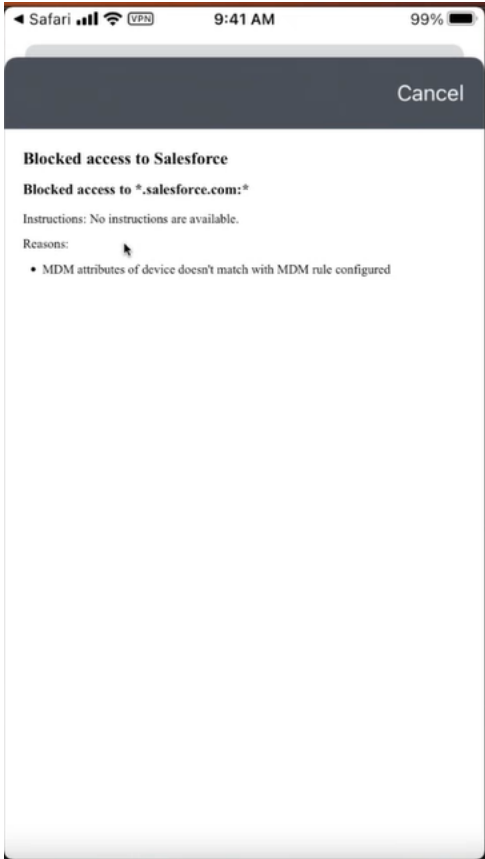 ◀ Safari VPN 9:41 AM 99%
Cancel
Blocked access to Salesforce
Blocked access to *.salesforce.com:*
Instructions: No instructions are available.
Reasons:
• MDM attributes of device doesn't match with MDM rule configured